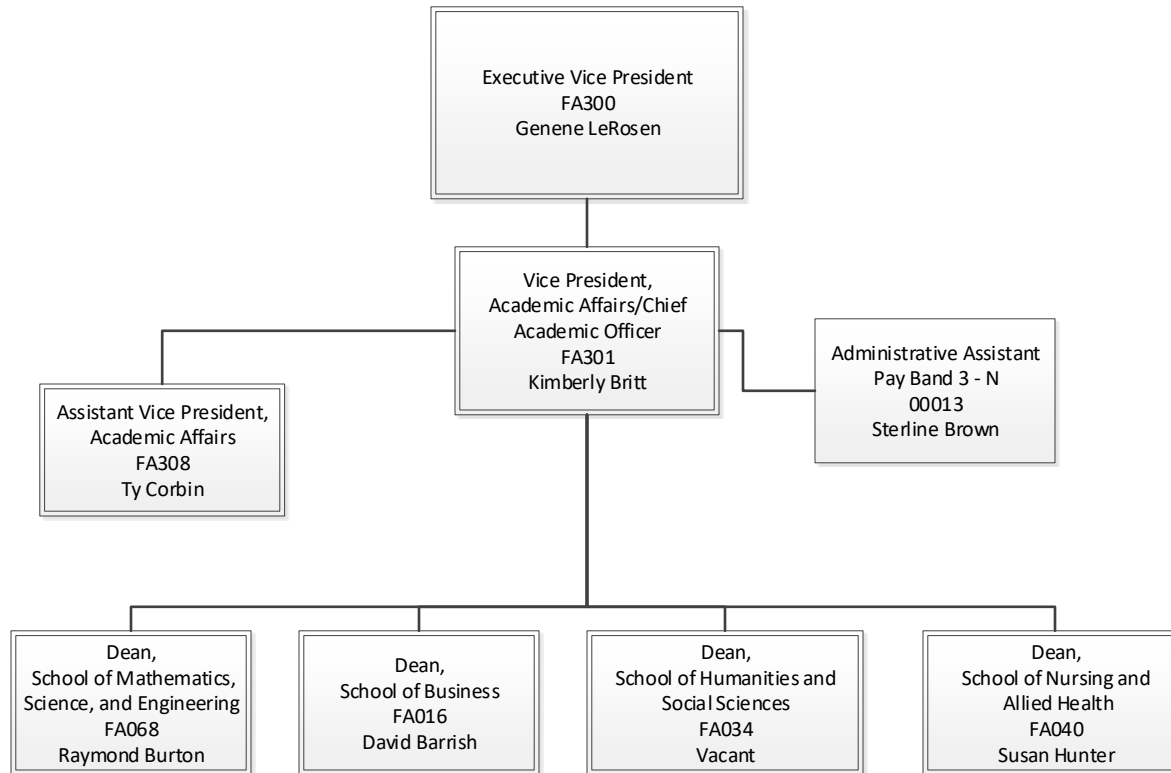 Executive Vice President
FA300
Genene LeRosen
Vice President,
Academic Affairs/Chief
Academic Officer
FA301
Kimberly Britt
Administrative Assistant
Pay Band 3 - N
00013
Sterline Brown
Assistant Vice President,
Academic Affairs
FA308
Ty Corbin
Dean,
School of Mathematics,
Science, and Engineering
FA068
Raymond Burton
Dean,
School of Business
FA016
David Barrish
Dean,
School of Humanities and
Social Sciences
FA034
Vacant
Dean,
School of Nursing and
Allied Health
FA040
Susan Hunter